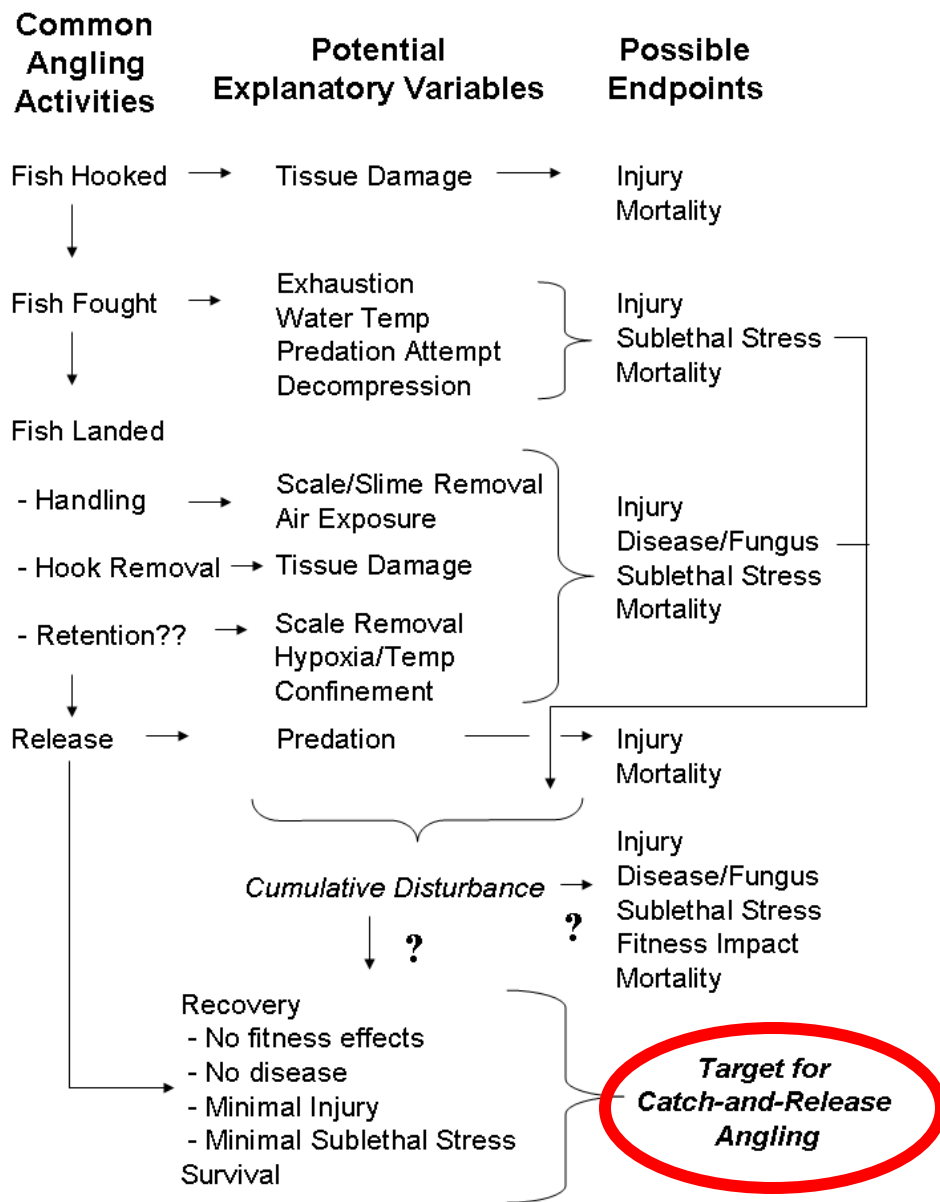 Common
Angling
Activities
Potential
Explanatory Variables
Possible
Endpoints
Fish Hooked
Tissue Damage
Injury
Mortality
Fish Fought
Exhaustion
Water Temp
Predation Attempt
Decompression
Injury
Sublethal Stress
Mortality
Fish Landed
- Handling
Scale/Slime Removal
Air Exposure
- Hook Removal
Tissue Damage
- Retention??
Scale Removal
Hypoxia/Temp
Confinement
Injury
Disease/Fungus
Sublethal Stress
Mortality
Release
Predation
Injury
Mortality
Cumulative Disturbance
?
?
Injury
Disease/Fungus
Sublethal Stress
Fitness Impact
Mortality
Recovery
- No fitness effects
- No disease
- Minimal Injury
- Minimal Sublethal Stress
Survival
Target for
Catch-and-Release
Angling